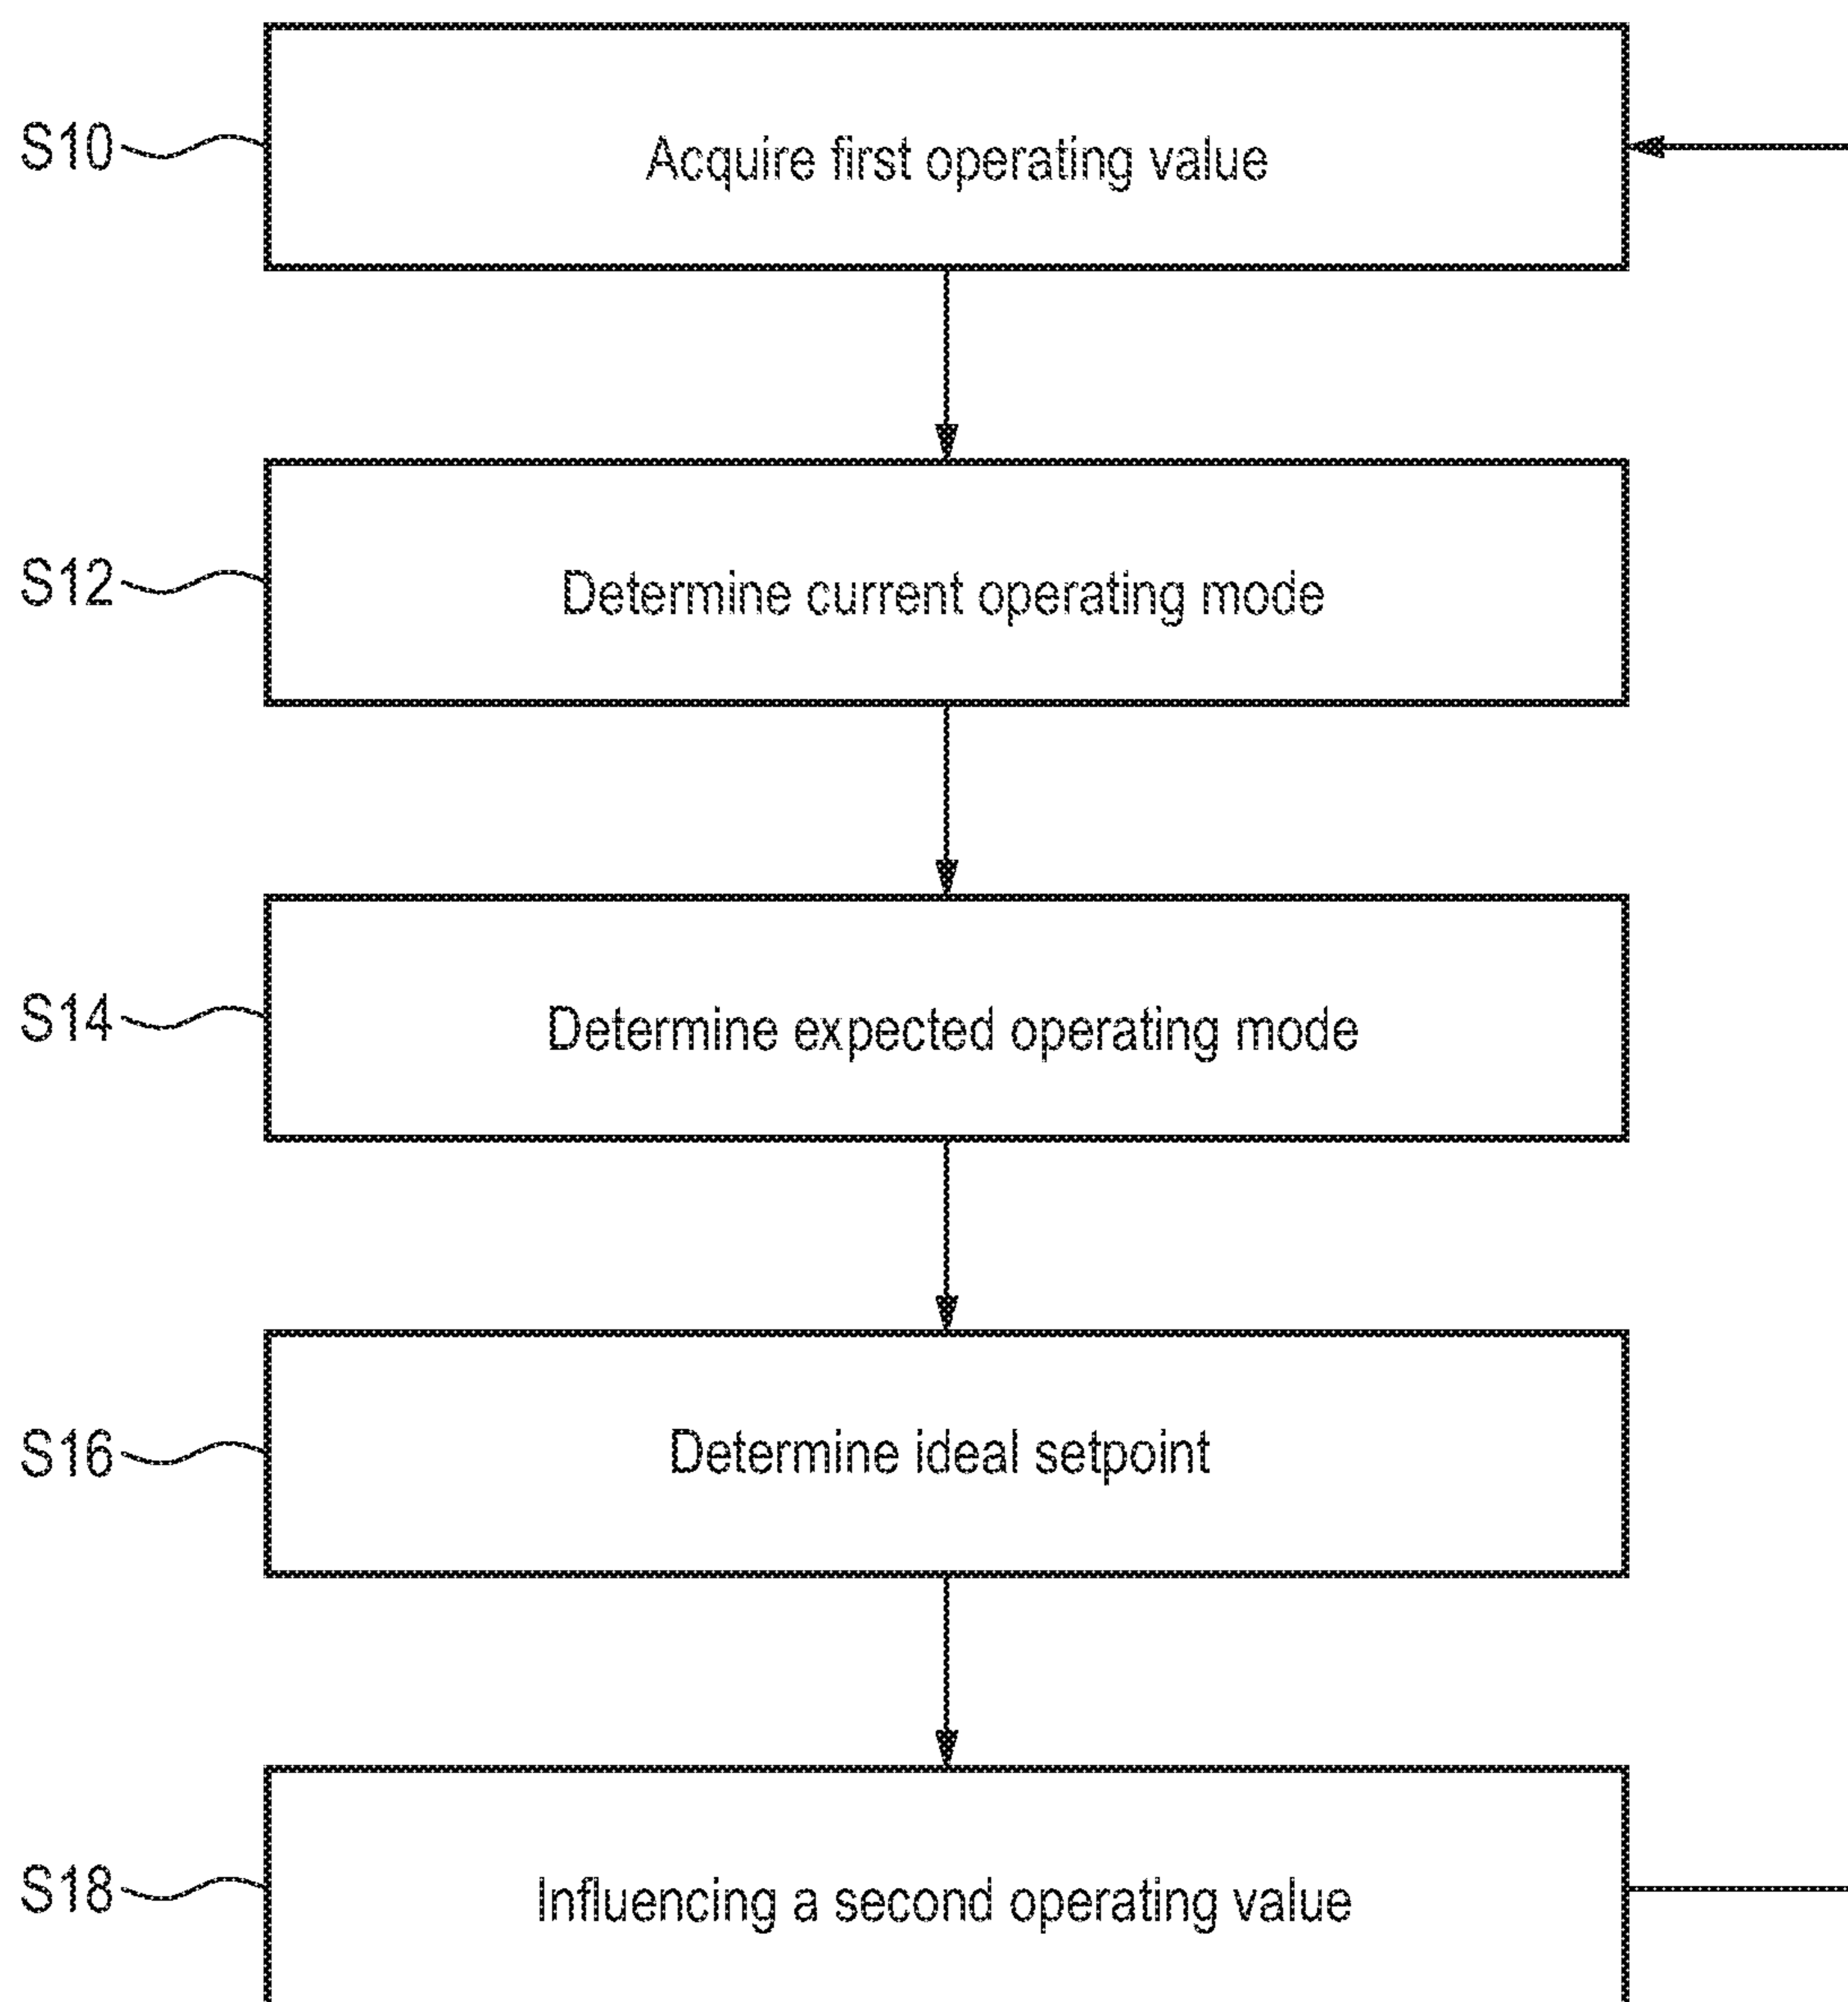 S10
Acquire first operating value
S12
Determine current operating mode
S14
Determine expected operating mode
S16
Determine ideal setpoint
S18
Influencing a second operating value